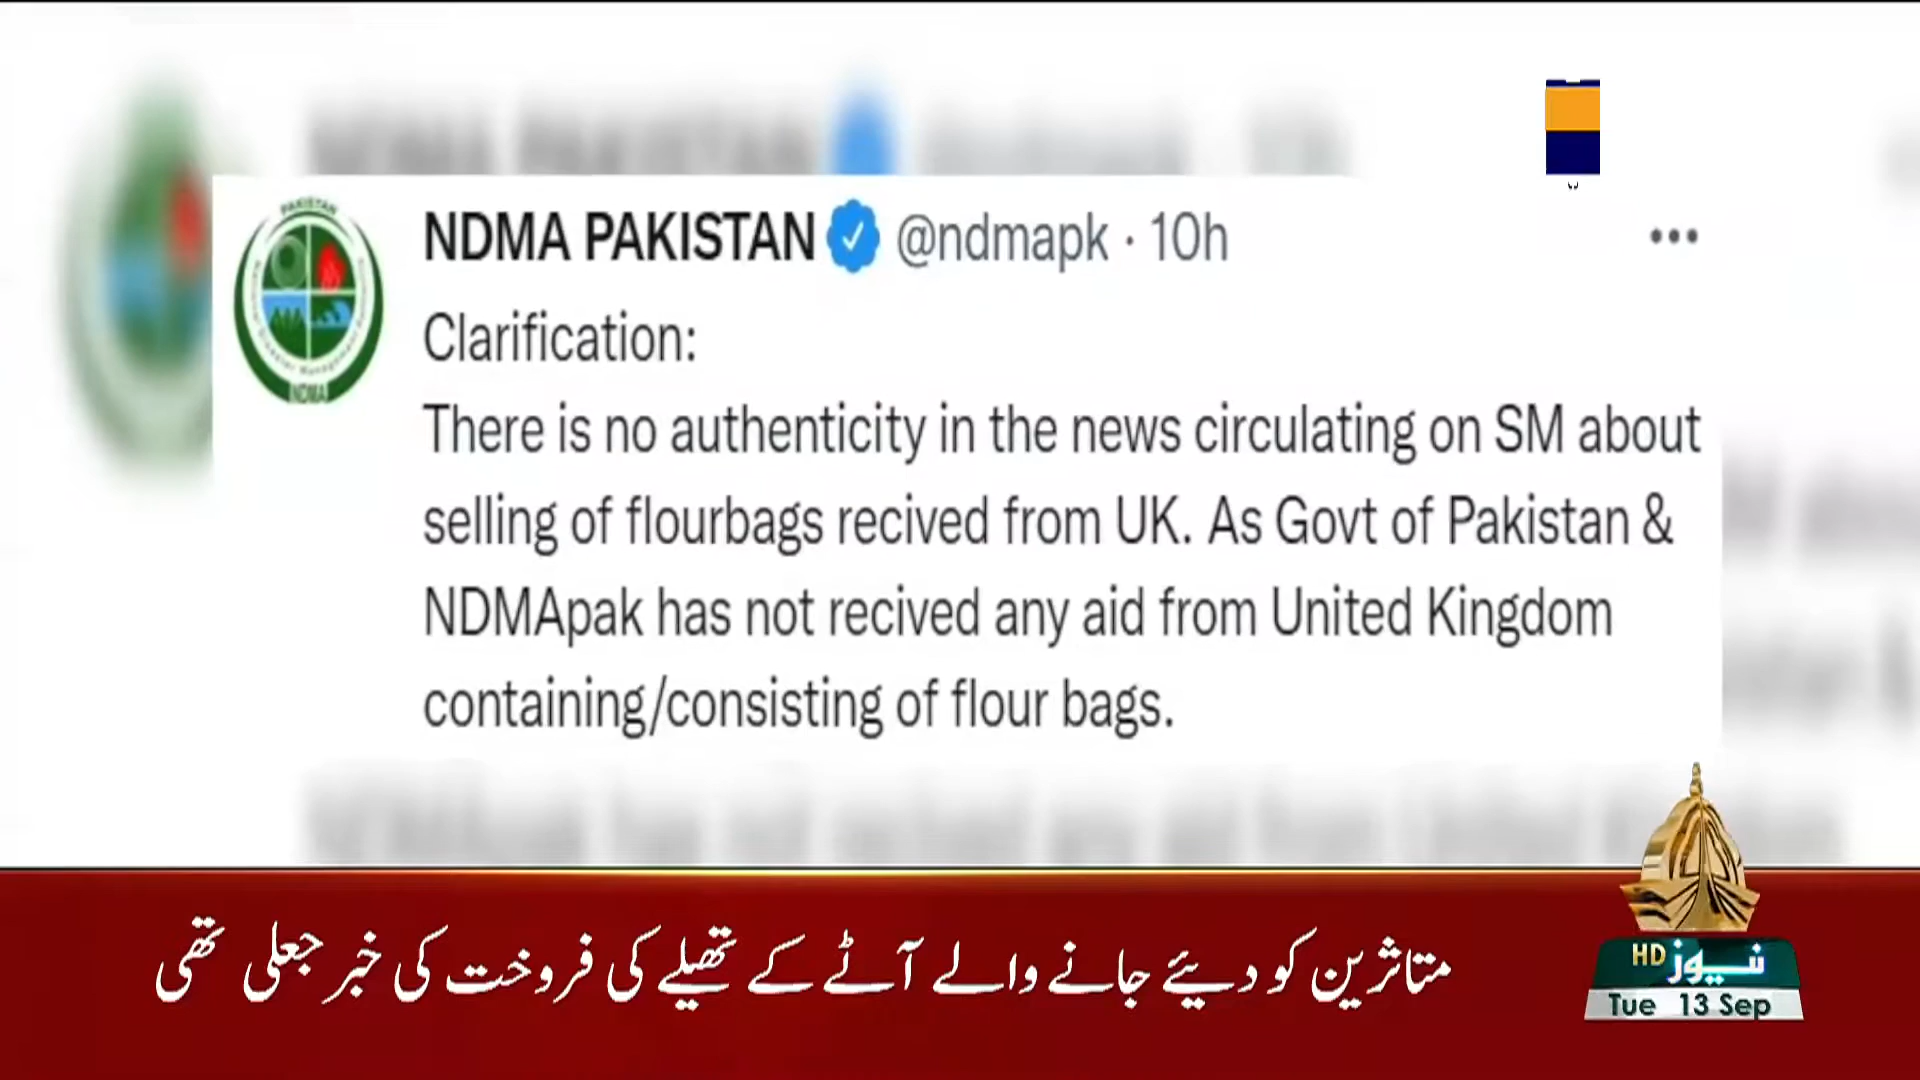 NDMA PAKISTAN @ndmapk · 10h
PAKISTAN
NDMA
Clarification:
There is no authenticity in the news circulating on SM about
selling of flourbags recived from UK. As Govt of Pakistan &
NDMApak has not recived any aid from United Kingdom
containing/consisting of flour bags.
متاثرین کو دیئے جانے والے آٹے کے تھیلے کی فروخت کی خبر جعلی تھی
نیوز HD
Tue 13 Sep